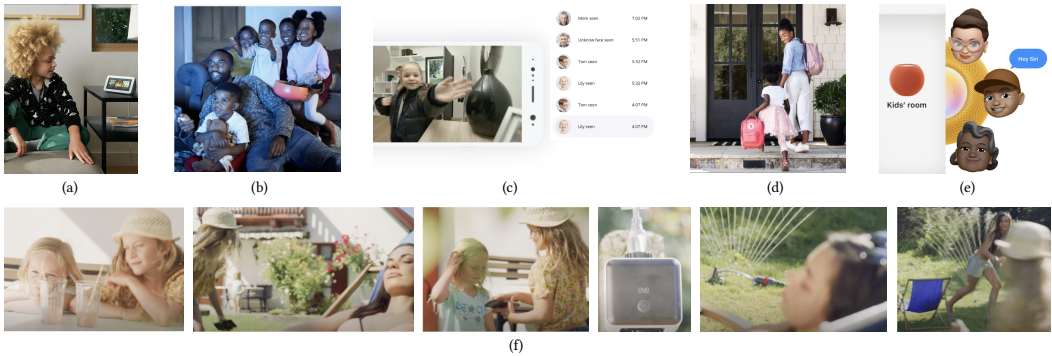 Mom seen 7:02 PM
Unknow face seen 5:51 PM
Tom seen 5:32 PM
Lily seen 5:32 PM
Tom seen 4:07 PM
Lily seen 4:07 PM
Hey Siri
Kids' room
(a)
(b)
(c)
(d)
(e)
eve
(f)